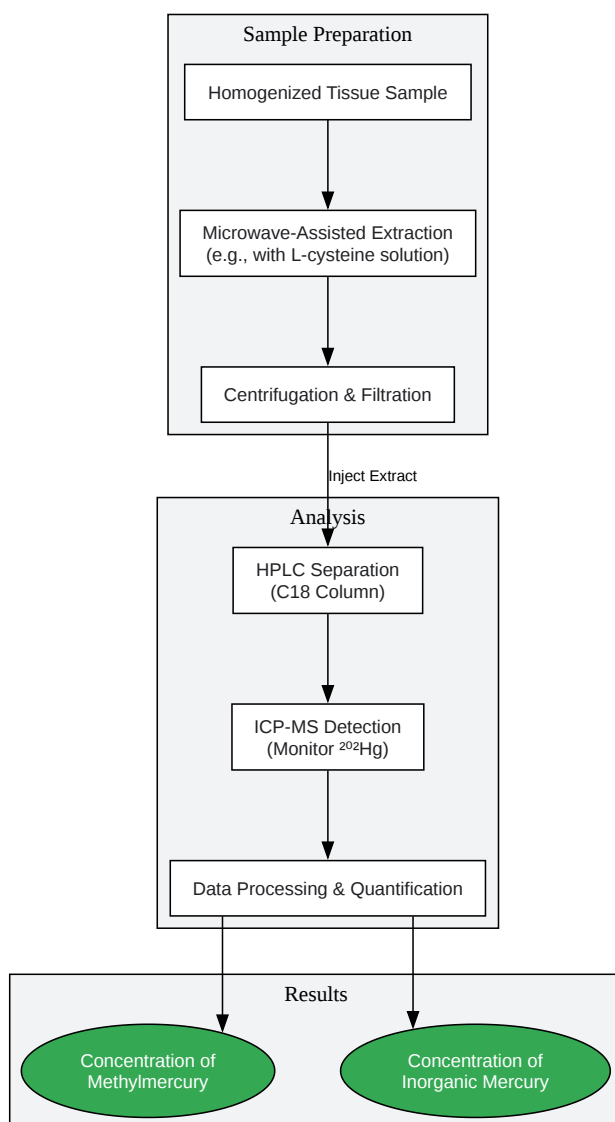 Sample Preparation
Homogenized Tissue Sample
Microwave-Assisted Extraction
(e.g., with L-cysteine solution)
Centrifugation & Filtration
Inject Extract
Analysis
HPLC Separation
(C18 Column)
ICP-MS Detection
(Monitor ²⁰²Hg)
Data Processing & Quantification
Results
Concentration of
Methylmercury
Concentration of
Inorganic Mercury